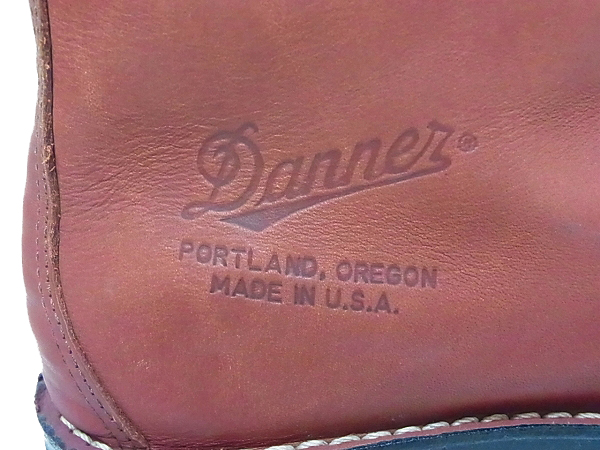 Danner®
PORTLAND, OREGON
MADE IN U.S.A.